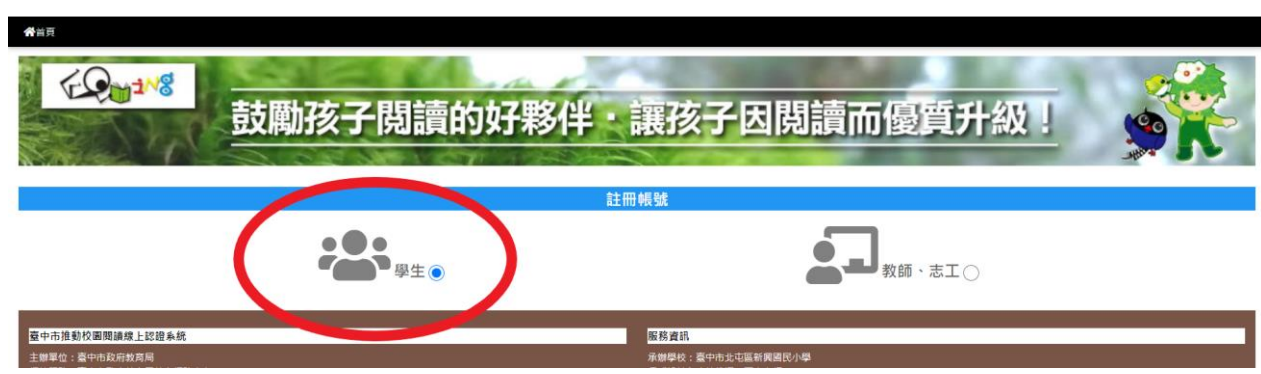 首頁
鼓勵孩子閱讀的好夥伴・讓孩子因閱讀而優質升級！
註冊帳號
學生
教師、志工
臺中市推動校園閱讀線上認證系統
主辦單位：臺中市政府教育局
服務資訊
承辦學校：臺中市北屯區新興國民小學